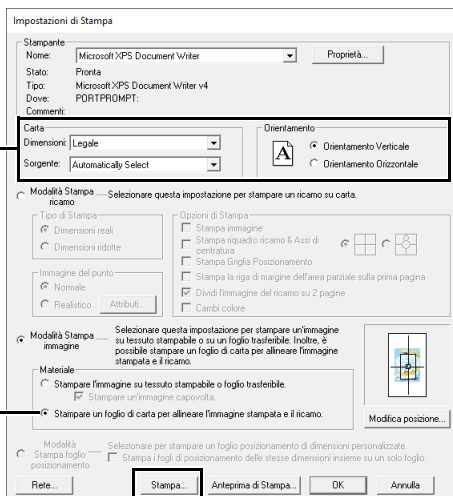 Impostazioni di Stampa
Stampante
Nome: Microsoft XPS Document Writer Proprietà...
Stato: Pronta
Tipo: Microsoft XPS Document Writer v4
Dove: PORTPROMPT:
Commenti:
Carta
Dimensioni: Legale
Sorgente: Automatically Select
Orientamento
A
Orientamento Verticale
Orientamento Orizzontale
Modalità Stampa ricamo
Selezionare questa impostazione per stampare un ricamo su carta.
Tipo di Stampa
Dimensioni reali
Dimensioni ridotte
Immagine del punto
Normale
Realistico Attributi...
Opzioni di Stampa
Stampa immagine
Stampa riquadro ricamo & Assi di
centratura
Stampa Griglia Posizionamento
Stampa la riga di margine dell'area parziale sulla prima pagina
Dividi l'immagine del ricamo su 2 pagine
Cambi colore
Modalità Stampa
immagine
Selezionare questa impostazione per stampare un'immagine
su tessuto stampabile o su un foglio trasferibile. Inoltre, è
possibile stampare un foglio di carta per allineare l'immagine
stampata e il ricamo.
Materiale
Stampare l'immagine su tessuto stampabile o foglio trasferibile.
Stampare un'immagine capovolta.
Stampare un foglio di carta per allineare l'immagine stampata e il ricamo.
Modifica posizione...
Modalità
Stampa foglio
posizionamento
Selezionare per stampare un foglio posizionamento di dimensioni personalizzate.
Stampa i fogli di posizionamento delle stesse dimensioni insieme su un solo foglio.
Rete... Stampa... Anteprima di Stampa... OK Annulla